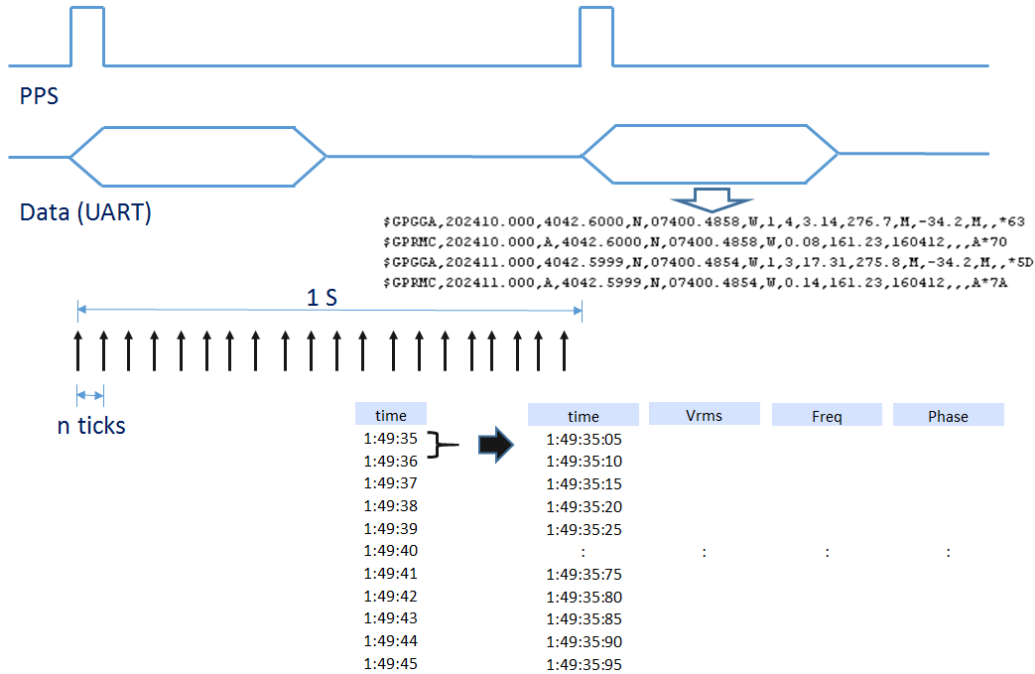 PPS
Data (UART)
$GPGGA,202410.000,4042.6000,N,07400.4858,W,1,4,3.14,276.7,M,-34.2,M,,*63
$GPRMC,202410.000,A,4042.6000,N,07400.4858,W,0.08,161.23,160412,,,A*70
$GPGGA,202411.000,4042.5999,N,07400.4854,W,1,3,17.31,275.8,M,-34.2,M,,*5D
$GPRMC,202411.000,A,4042.5999,N,07400.4854,W,0.14,161.23,160412,,,A*7A
1 S
n ticks
time time Vrms Freq Phase
1:49:35 1:49:35:05
1:49:36 1:49:35:10
1:49:37 1:49:35:15
1:49:38 1:49:35:20
1:49:39 1:49:35:25
1:49:40 : : : :
1:49:41 1:49:35:75
1:49:42 1:49:35:80
1:49:43 1:49:35:85
1:49:44 1:49:35:90
1:49:45 1:49:35:95